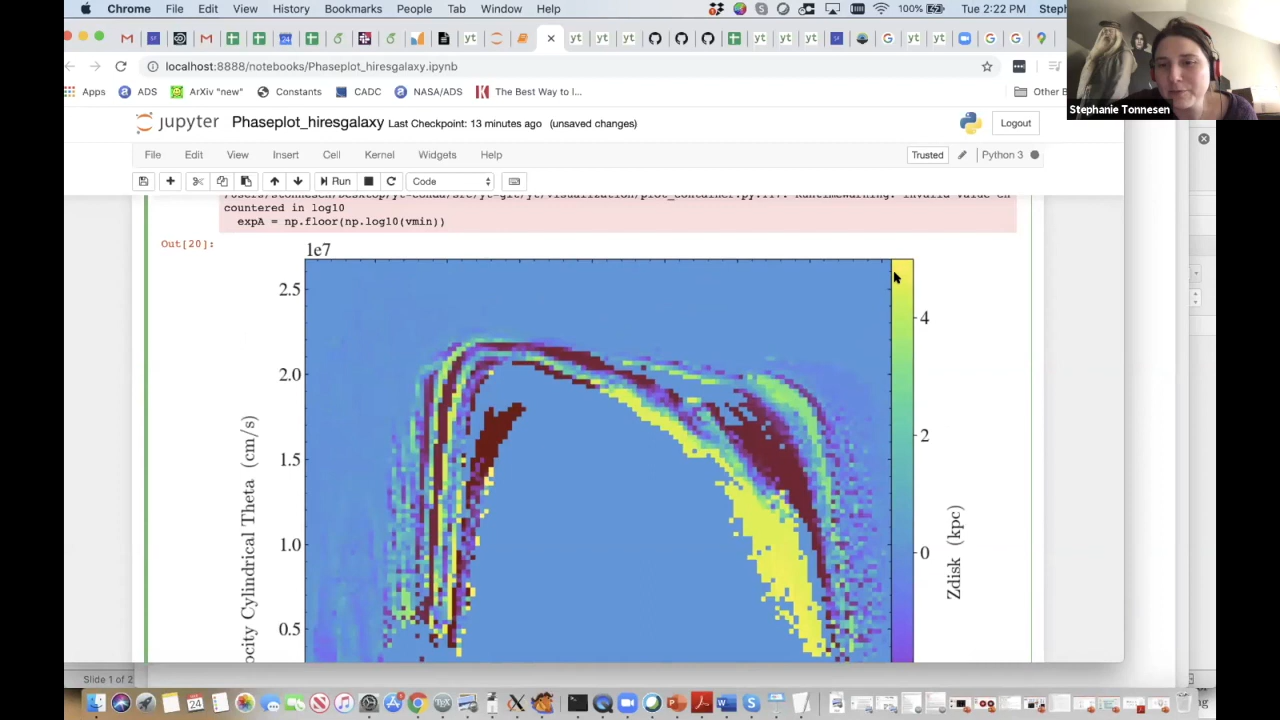 Chrome File Edit View History Bookmarks People Tab Window Help 100% Tue 2:22 PM Steph
localhost:8888/notebooks/Phaseplot_hiresgalaxy.ipynb
Apps ADS ArXiv "new" Constants CADC NASA/ADS The Best Way to I... Other B
Stephanie Tonnesen
jupyter Phaseplot_hiresgalax Last Checkpoint: 13 minutes ago (unsaved changes) Logout
File Edit View Insert Cell Kernel Widgets Help Trusted Python 3
Run Code
countered in log10
expA = np.floor(np.log10(vmin))
Out[20]:
1e7
2.5
2.0
1.5
1.0
0.5
ocity Cylindrical Theta (cm/s)
4
2
0
Zdisk (kpc)
Slide 1 of 2